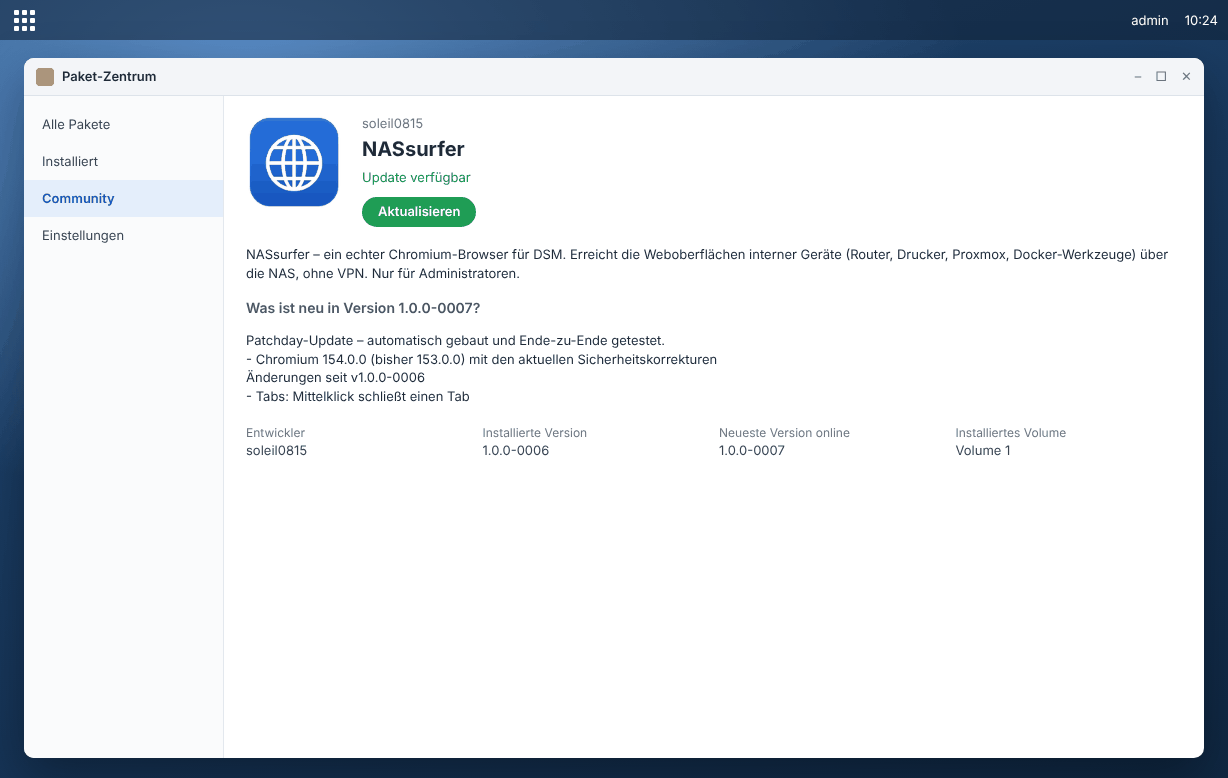 admin 10:24
Paket-Zentrum
Alle Pakete
Installiert
Community
Einstellungen
soleil0815
NASsurfer
Update verfügbar
Aktualisieren
NASsurfer – ein echter Chromium-Browser für DSM. Erreicht die Weboberflächen interner Geräte (Router, Drucker, Proxmox, Docker-Werkzeuge) über
die NAS, ohne VPN. Nur für Administratoren.
Was ist neu in Version 1.0.0-0007?
Patchday-Update – automatisch gebaut und Ende-zu-Ende getestet.
- Chromium 154.0.0 (bisher 153.0.0) mit den aktuellen Sicherheitskorrekturen
Änderungen seit v1.0.0-0006
- Tabs: Mittelklick schließt einen Tab
Entwickler Installierte Version Neueste Version online Installiertes Volume
soleil0815 1.0.0-0006 1.0.0-0007 Volume 1